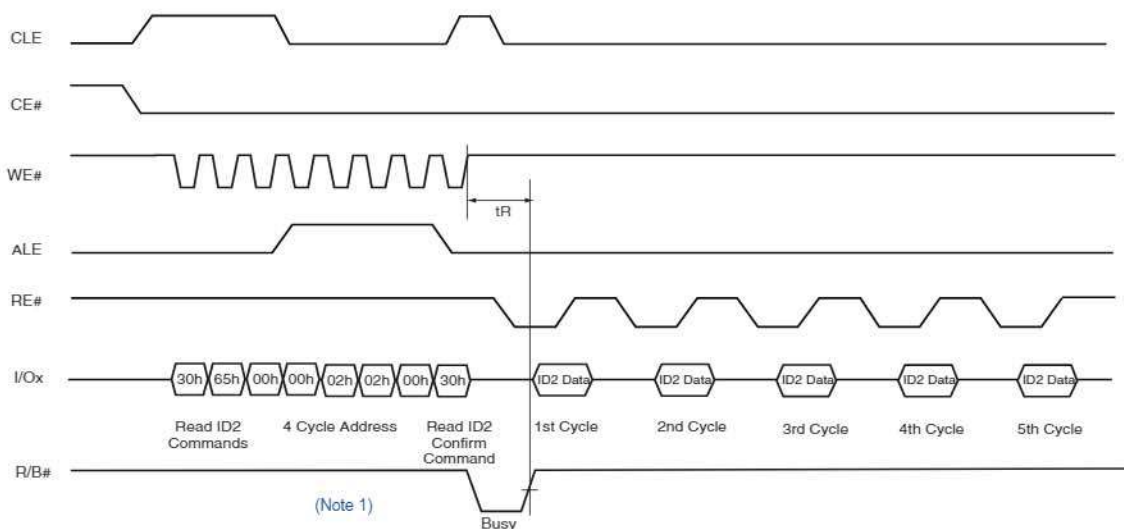 CLE
CE#
WE#
tR
ALE
RE#
I/Ox
30h 65h 00h 00h 02h 02h 00h 30h ID2 Data ID2 Data ID2 Data ID2 Data ID2 Data
Read ID2
Commands
4 Cycle Address
Read ID2
Confirm
Command
1st Cycle
2nd Cycle
3rd Cycle
4th Cycle
5th Cycle
R/B#
(Note 1)
Busy